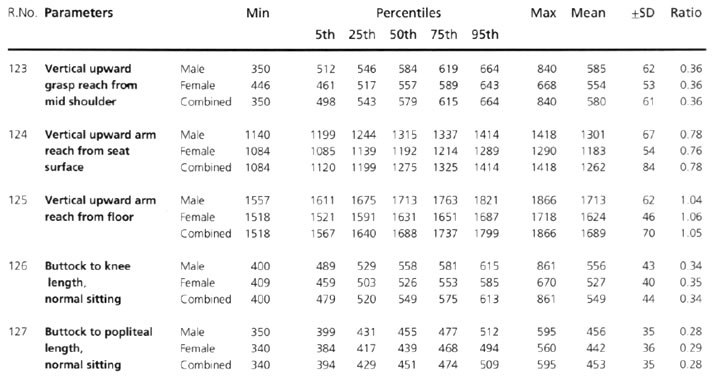 R.No. Parameters Min Percentiles Max Mean ±SD Ratio
5th 25th 50th 75th 95th
123 Vertical upward Male 350 512 546 584 619 664 840 585 62 0.36
grasp reach from Female 446 461 517 557 589 643 668 554 53 0.36
mid shoulder Combined 350 498 543 579 615 664 840 580 61 0.36
124 Vertical upward arm Male 1140 1199 1244 1315 1337 1414 1418 1301 67 0.78
reach from seat Female 1084 1085 1139 1192 1214 1289 1290 1183 54 0.76
surface Combined 1084 1120 1199 1275 1325 1414 1418 1262 84 0.78
125 Vertical upward arm Male 1557 1611 1675 1713 1763 1821 1866 1713 62 1.04
reach from floor Female 1518 1521 1591 1631 1651 1687 1718 1624 46 1.06
Combined 1518 1567 1640 1688 1737 1799 1866 1689 70 1.05
126 Buttock to knee Male 400 489 529 558 581 615 861 556 43 0.34
length, Female 409 459 503 526 553 585 670 527 40 0.35
normal sitting Combined 400 479 520 549 575 613 861 549 44 0.34
127 Buttock to popliteal Male 350 399 431 455 477 512 595 456 35 0.28
length, Female 340 384 417 439 468 494 560 442 36 0.29
normal sitting Combined 340 394 429 451 474 509 595 453 35 0.28